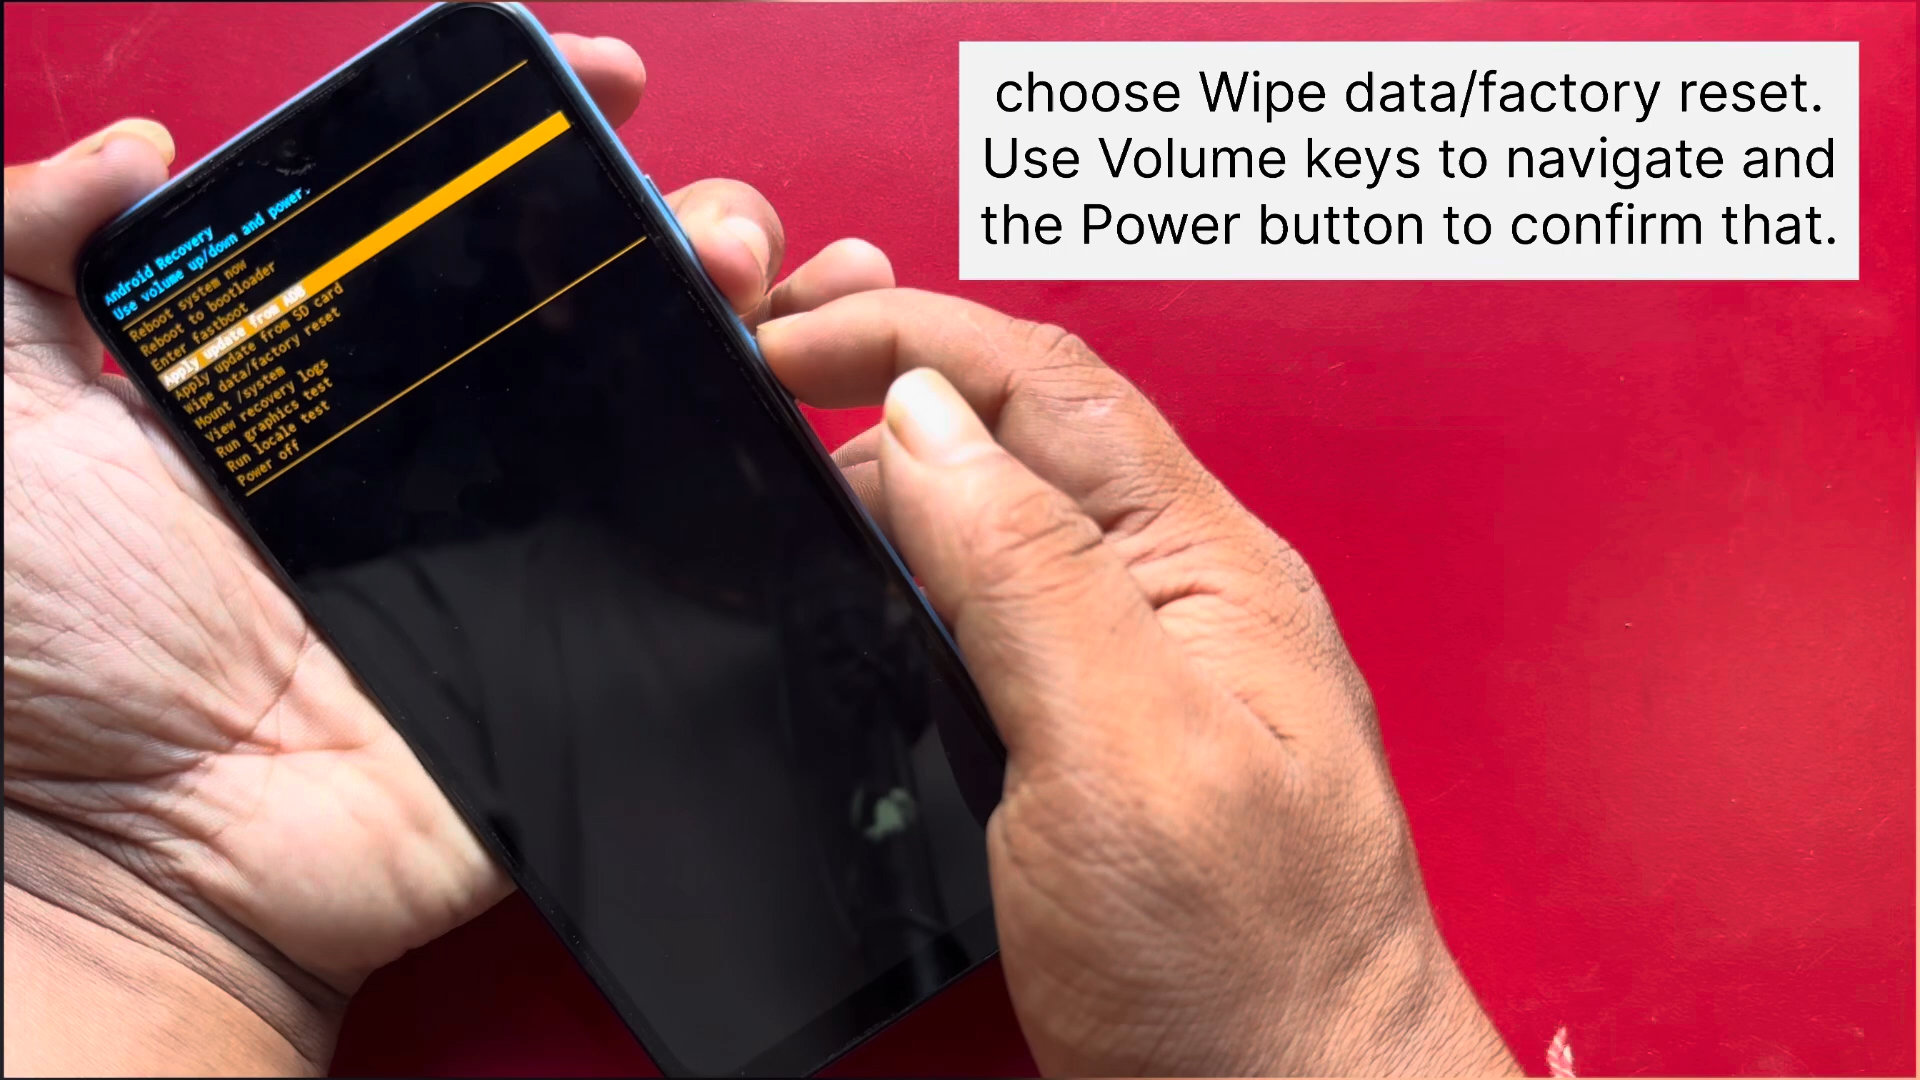 choose Wipe data/factory reset.
Use Volume keys to navigate and
the Power button to confirm that.
Android Recovery
Use volume up/down and power.
Reboot system now
Reboot to bootloader
Enter fastboot
Apply update from ADB
Apply update from SD card
Wipe data/factory reset
Mount /system
View recovery logs
Run graphics test
Run locale test
Power off